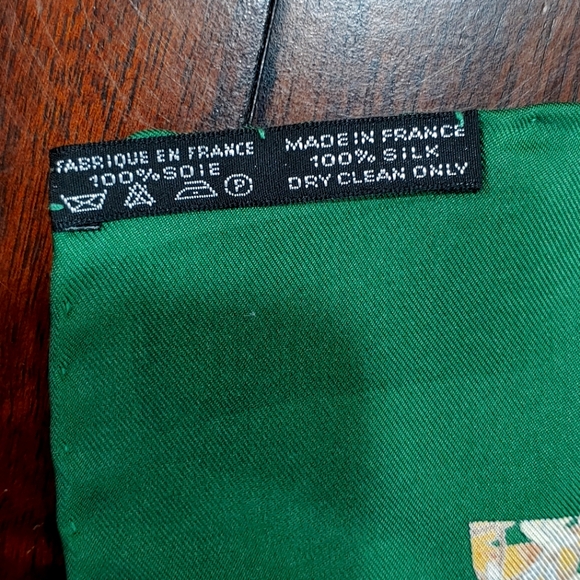 FABRIQUE EN FRANCE
100% SOIE
P
MADE IN FRANCE
100% SILK
DRY CLEAN ONLY